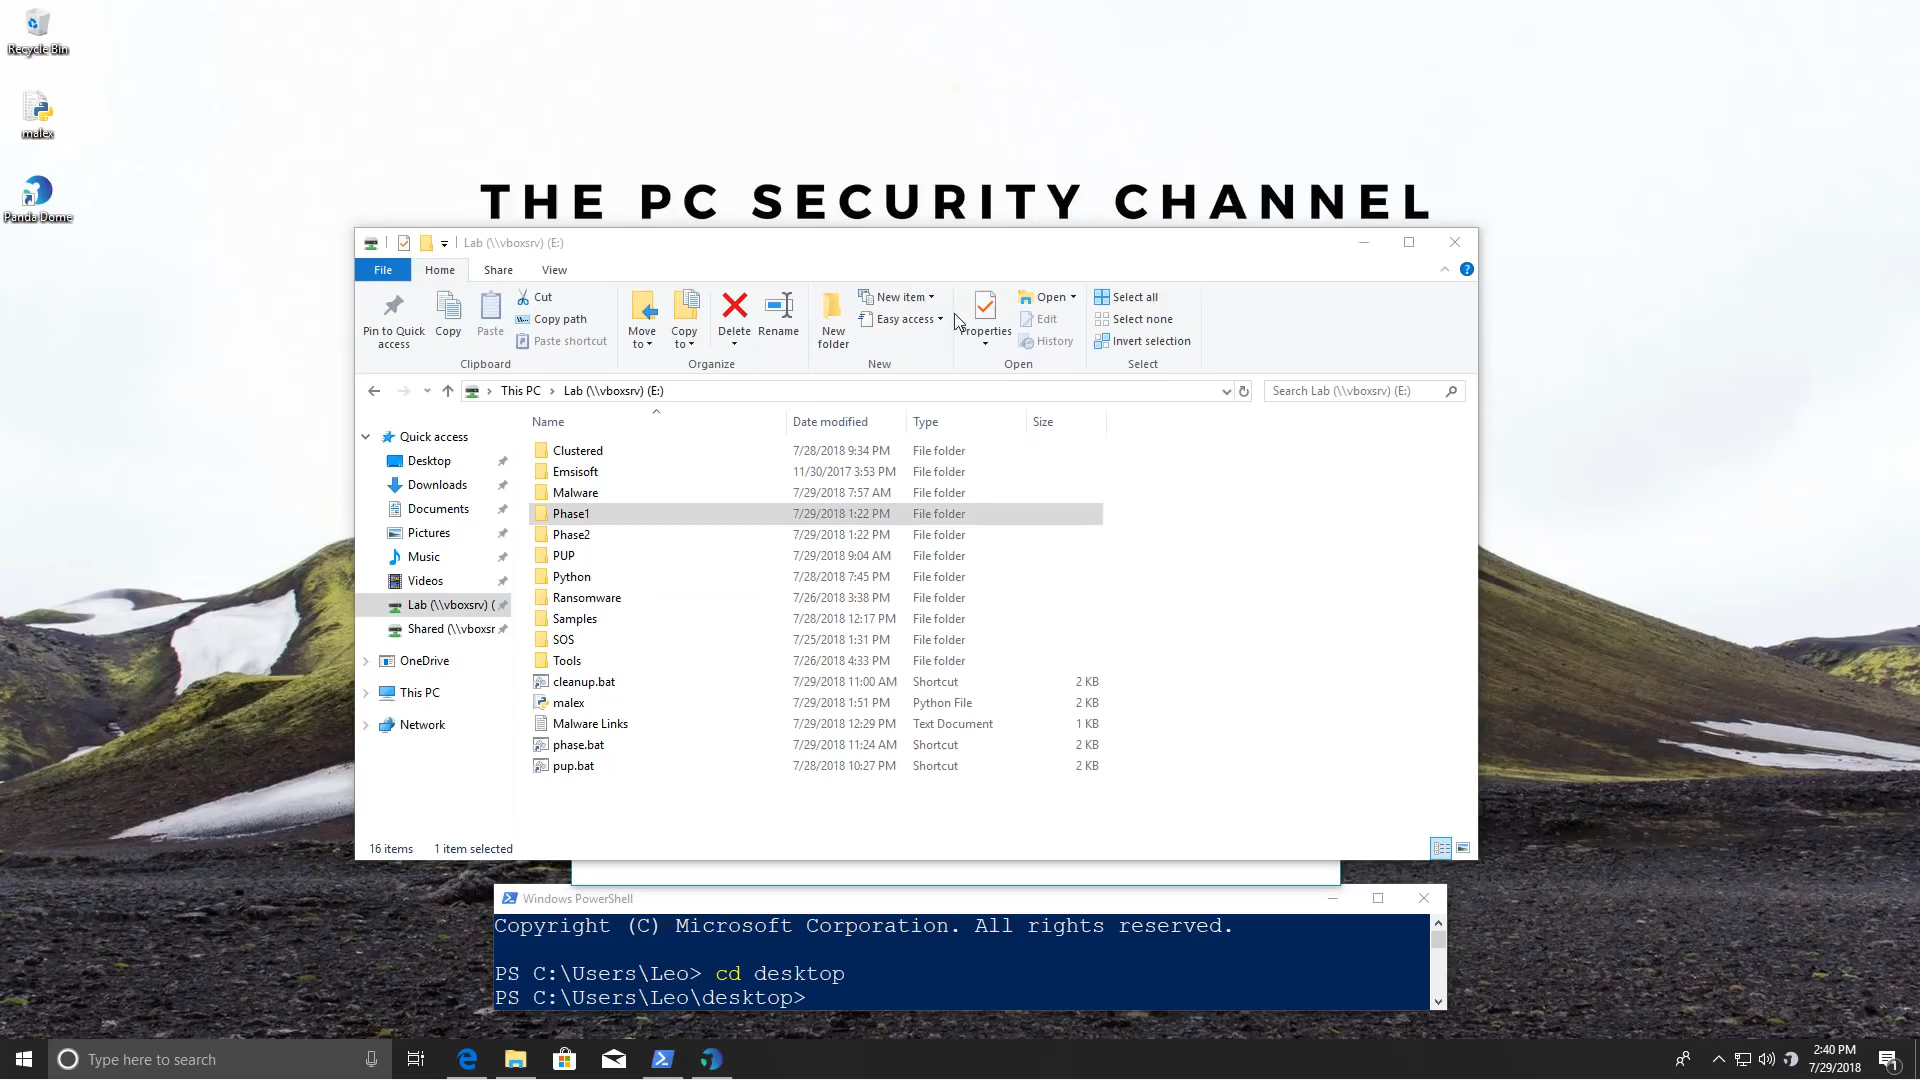 Recycle Bin
malex
Panda Dome
THE PC SECURITY CHANNEL
Lab (\\vboxsrv) (E:)
File Home Share View
Pin to Quick access
Copy
Paste
Cut
Copy path
Paste shortcut
Clipboard
Move to
Copy to
Delete
Rename
Organize
New folder
New item
Easy access
New
Properties
Open
Edit
History
Open
Select all
Select none
Invert selection
Select
This PC > Lab (\\vboxsrv) (E:)
Search Lab (\\vboxsrv) (E:)
Quick access
Desktop
Downloads
Documents
Pictures
Music
Videos
Lab (\\vboxsrv) (
Shared (\\vboxsr
OneDrive
This PC
Network
Name Date modified Type Size
Clustered 7/28/2018 9:34 PM File folder
Emsisoft 11/30/2017 3:53 PM File folder
Malware 7/29/2018 7:57 AM File folder
Phase1 7/29/2018 1:22 PM File folder
Phase2 7/29/2018 1:22 PM File folder
PUP 7/29/2018 9:04 AM File folder
Python 7/28/2018 7:45 PM File folder
Ransomware 7/26/2018 3:38 PM File folder
Samples 7/28/2018 12:17 PM File folder
SOS 7/25/2018 1:31 PM File folder
Tools 7/26/2018 4:33 PM File folder
cleanup.bat 7/29/2018 11:00 AM Shortcut 2 KB
malex 7/29/2018 1:51 PM Python File 2 KB
Malware Links 7/29/2018 12:29 PM Text Document 1 KB
phase.bat 7/29/2018 11:24 AM Shortcut 2 KB
pup.bat 7/28/2018 10:27 PM Shortcut 2 KB
16 items 1 item selected
Windows PowerShell
Copyright (C) Microsoft Corporation. All rights reserved.
PS C:\Users\Leo> cd desktop
PS C:\Users\Leo\desktop>
Type here to search
2:40 PM
7/29/2018
1